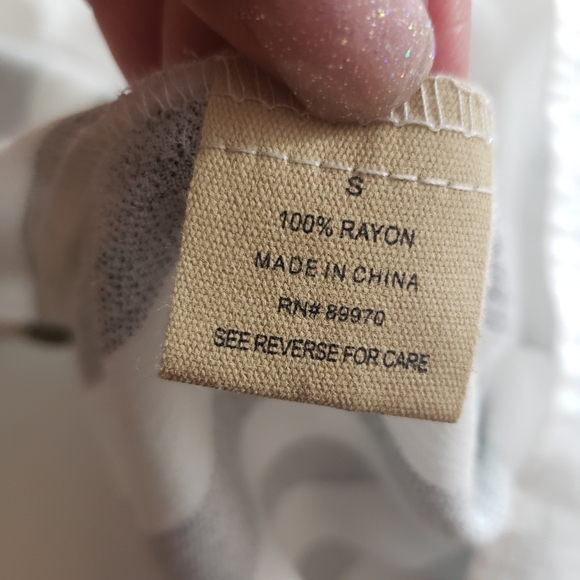 S
100% RAYON
MADE IN CHINA
RN# 89970
SEE REVERSE FOR CARE